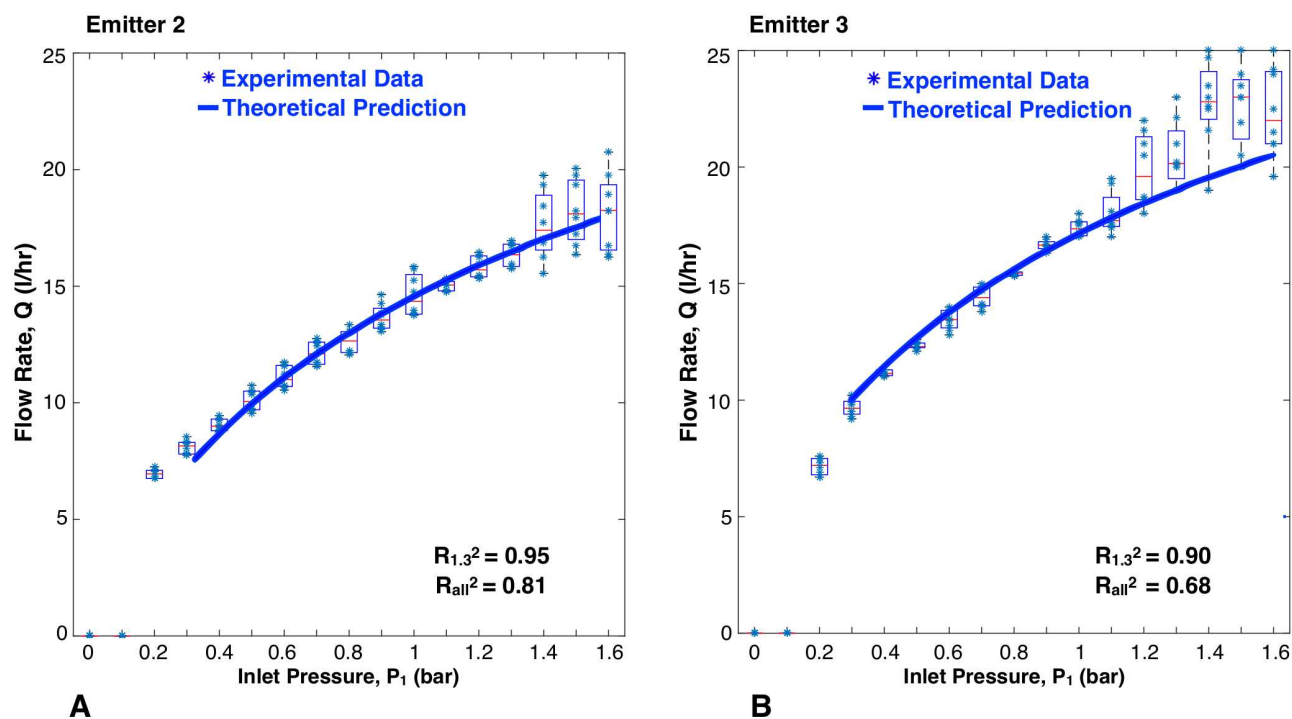 Emitter 2
25
20
15
10
5
0
Flow Rate, Q (l/hr)
Experimental Data
Theoretical Prediction
R1.3² = 0.95
Rall² = 0.81
0 0.2 0.4 0.6 0.8 1 1.2 1.4 1.6
Inlet Pressure, P₁ (bar)
A
Emitter 3
25
20
15
10
5
0
Flow Rate, Q (l/hr)
Experimental Data
Theoretical Prediction
R1.3² = 0.90
Rall² = 0.68
0 0.2 0.4 0.6 0.8 1 1.2 1.4 1.6
Inlet Pressure, P₁ (bar)
B